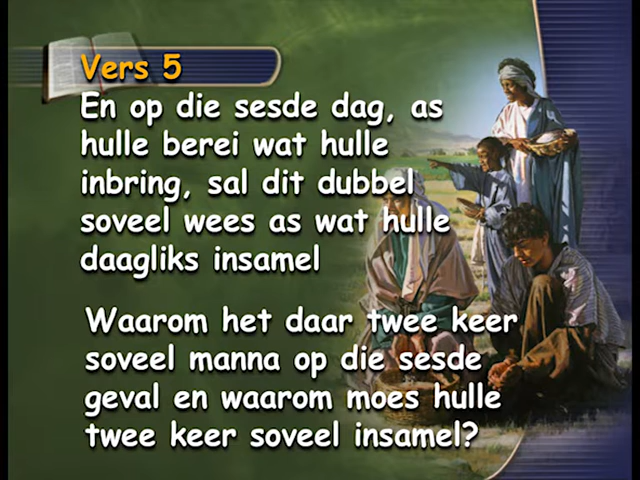 Vers 5
En op die sesde dag, as
hulle berei wat hulle
inbring, sal dit dubbel
soveel wees as wat hulle
daagliks insamel
Waarom het daar twee keer
soveel manna op die sesde
geval en waarom moes hulle
twee keer soveel insamel?